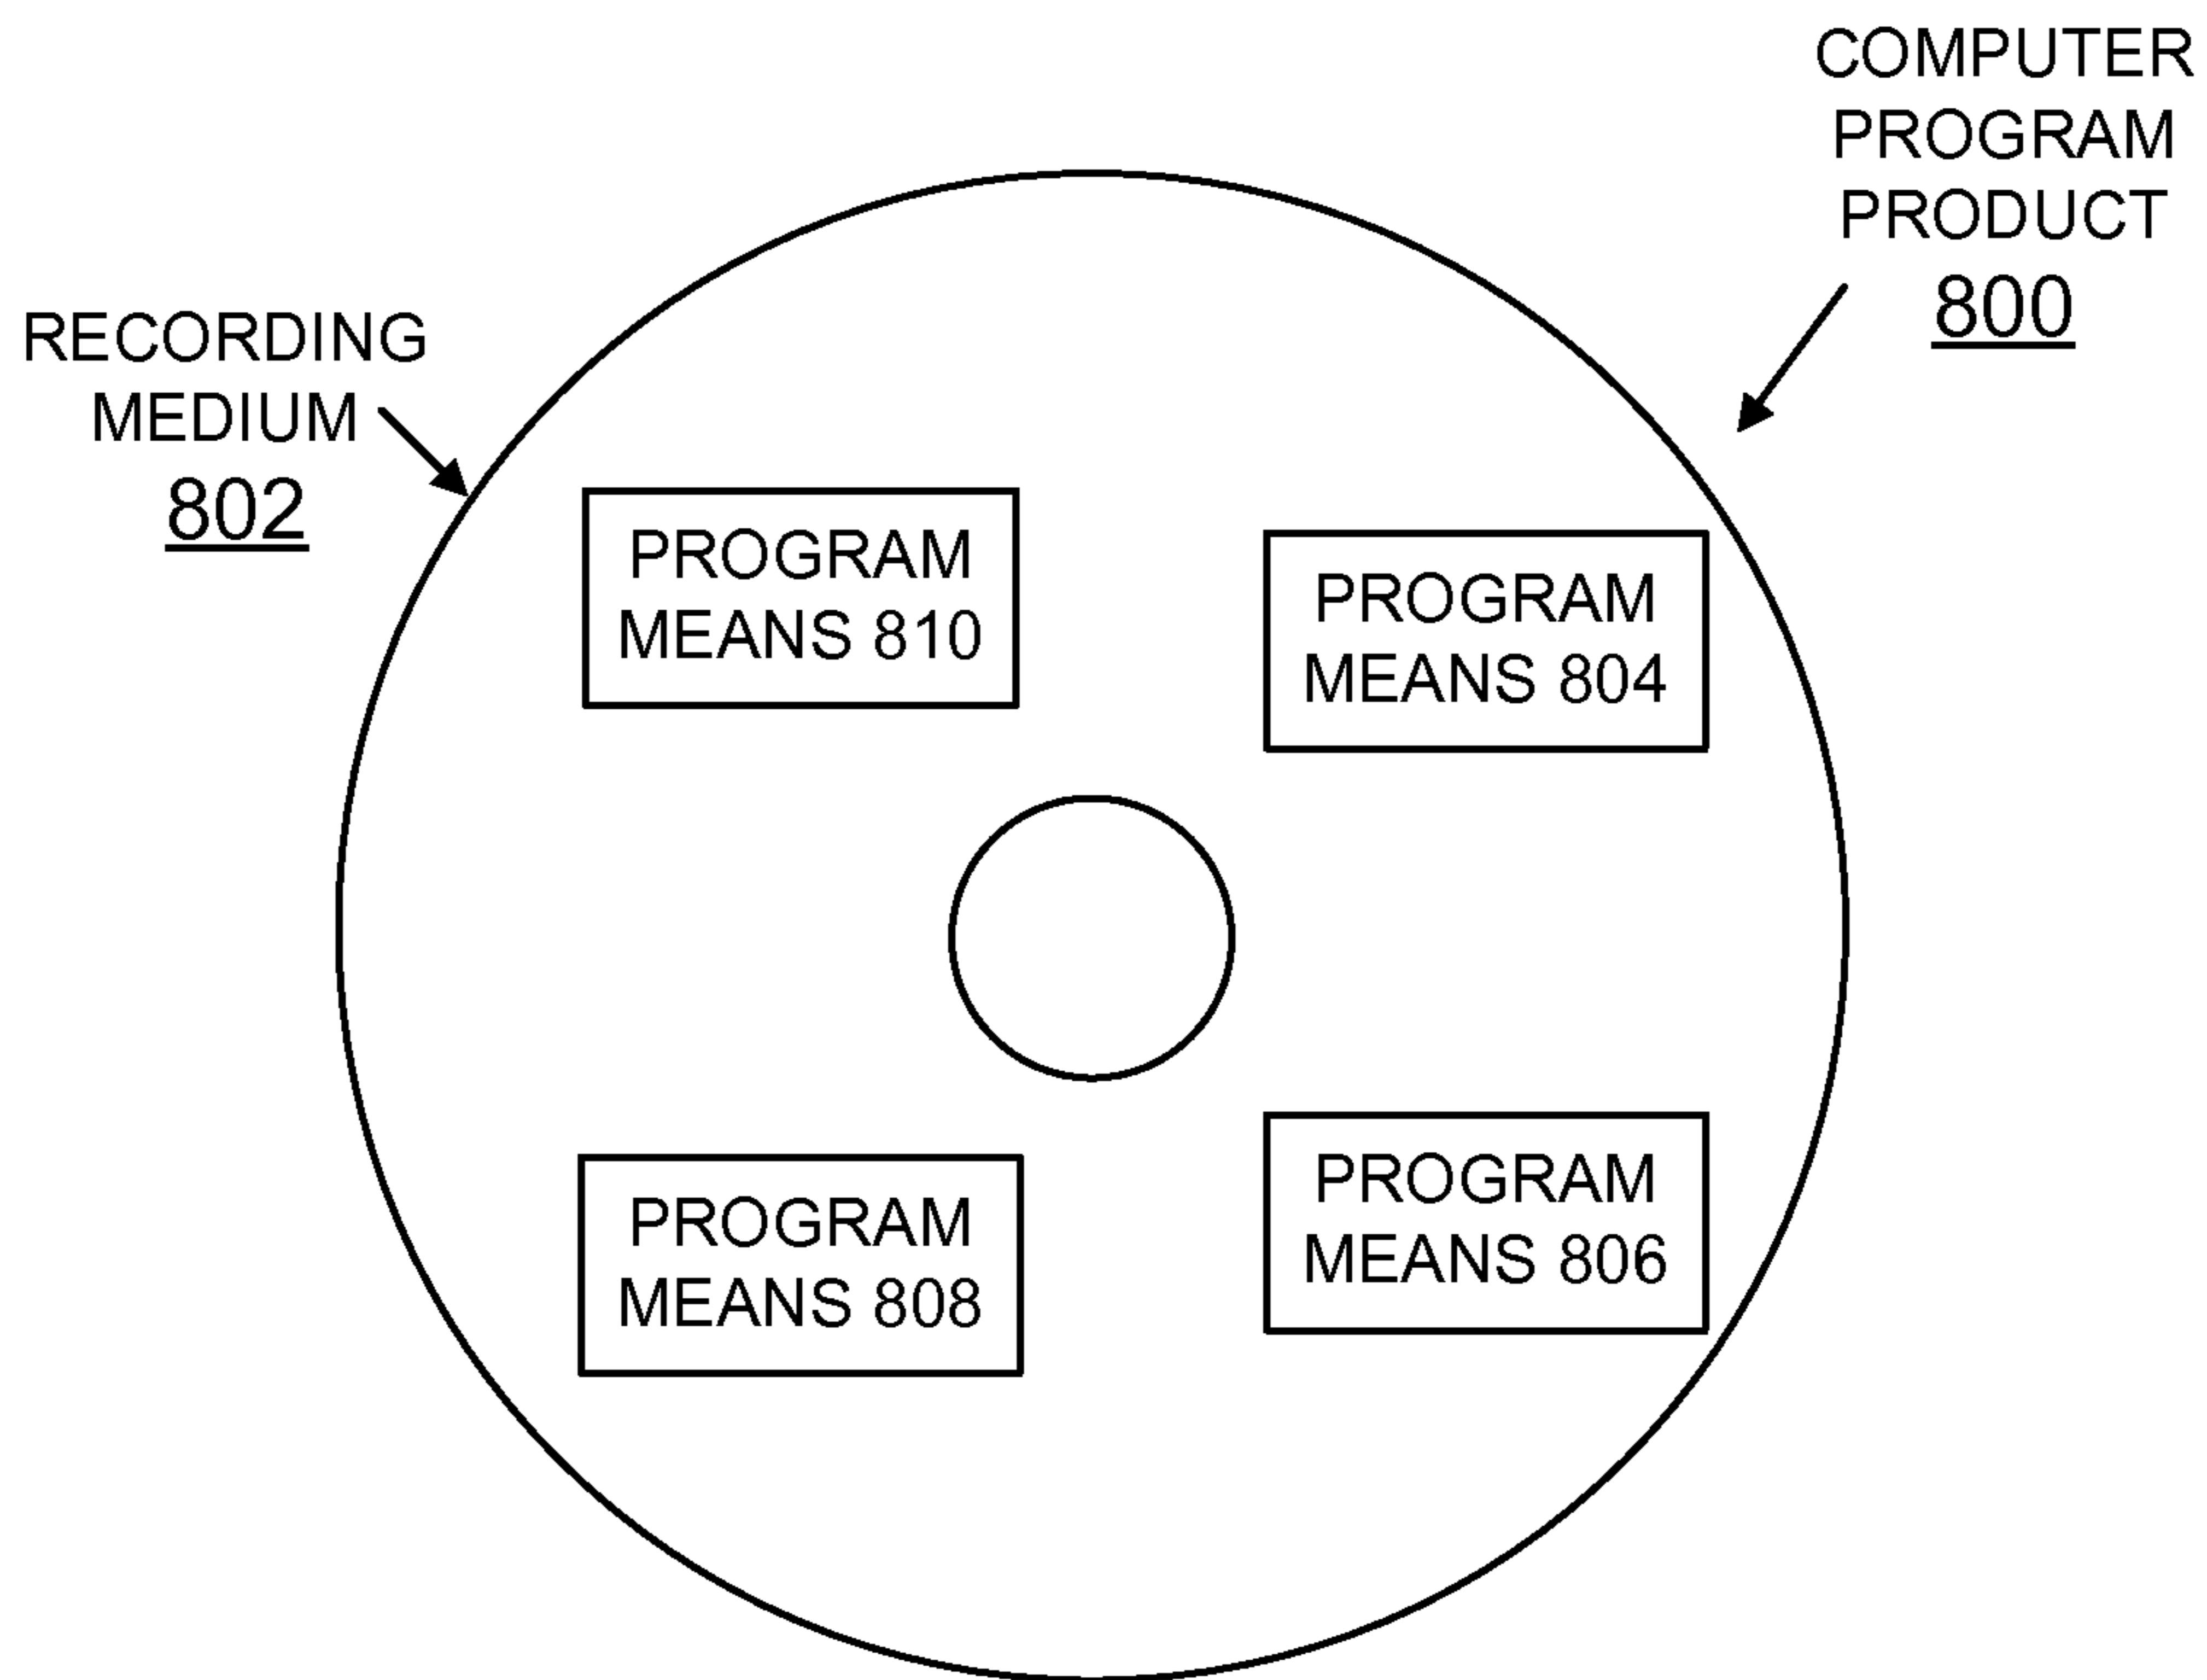 COMPUTER
PROGRAM
PRODUCT
800
RECORDING
MEDIUM
802
PROGRAM
MEANS 810
PROGRAM
MEANS 804
PROGRAM
MEANS 808
PROGRAM
MEANS 806